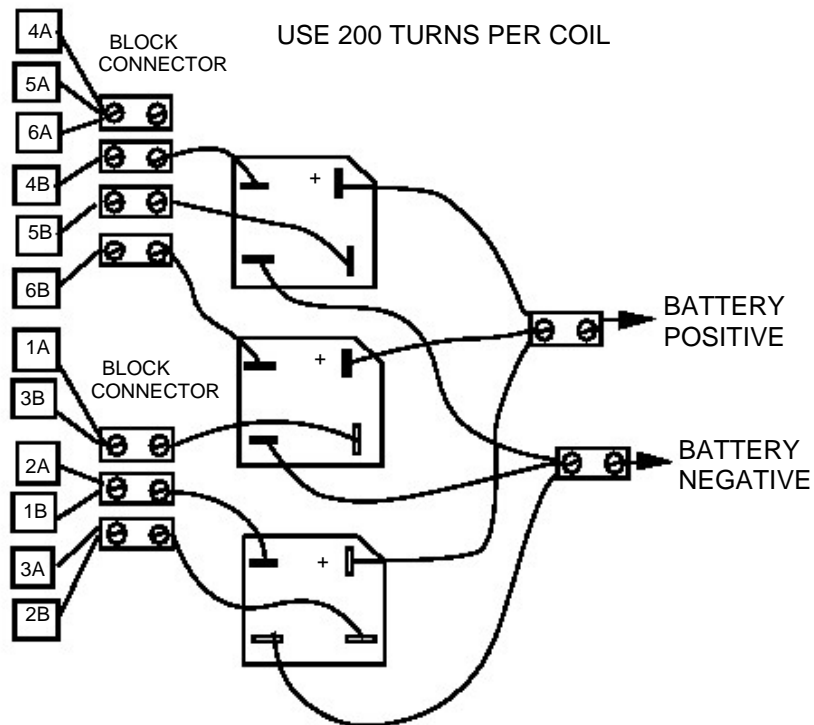 USE 200 TURNS PER COIL
4A
BLOCK
CONNECTOR
5A
6A
4B
+
5B
6B
BATTERY
POSITIVE
1A
BLOCK
CONNECTOR
+
3B
2A
BATTERY
NEGATIVE
1B
3A
+
2B